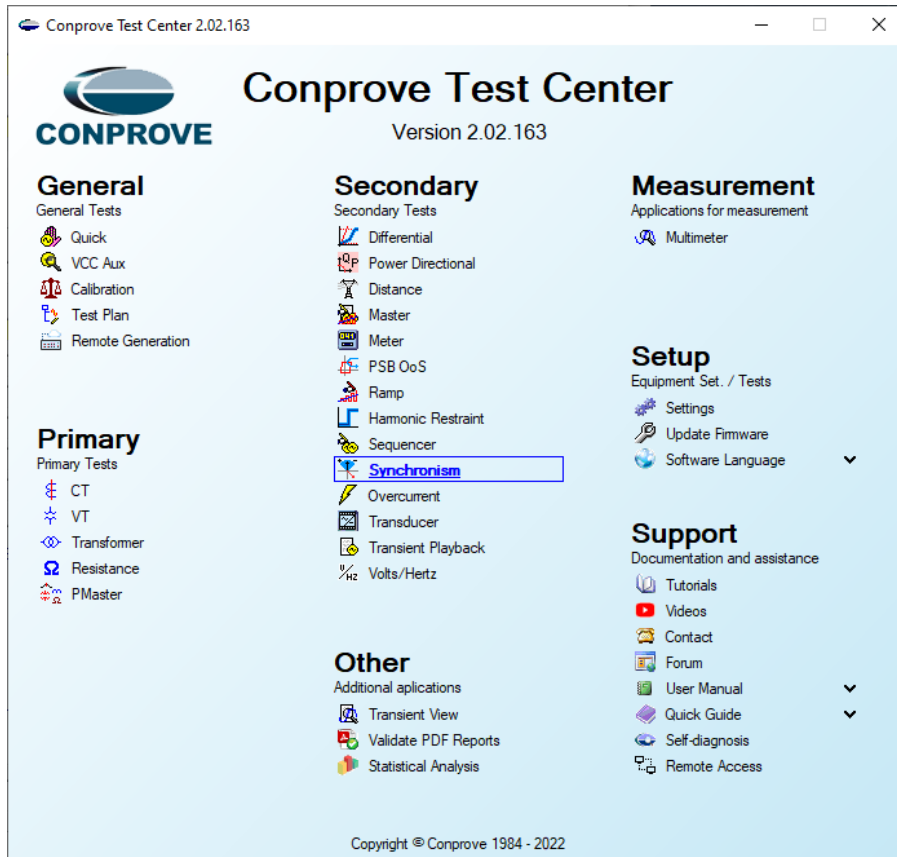 Conprove Test Center 2.02.163
CONPROVE
Conprove Test Center
Version 2.02.163
General
General Tests
Quick
VCC Aux
Calibration
Test Plan
Remote Generation
Primary
Primary Tests
CT
VT
Transformer
Resistance
PMaster
Secondary
Secondary Tests
Differential
Power Directional
Distance
Master
Meter
PSB OoS
Ramp
Harmonic Restraint
Sequencer
Synchronism
Overcurrent
Transducer
Transient Playback
Volts/Hertz
Other
Additional aplications
Transient View
Validate PDF Reports
Statistical Analysis
Measurement
Applications for measurement
Multimeter
Setup
Equipment Set. / Tests
Settings
Update Firmware
Software Language
Support
Documentation and assistance
Tutorials
Videos
Contact
Forum
User Manual
Quick Guide
Self-diagnosis
Remote Access
Copyright © Conprove 1984 - 2022